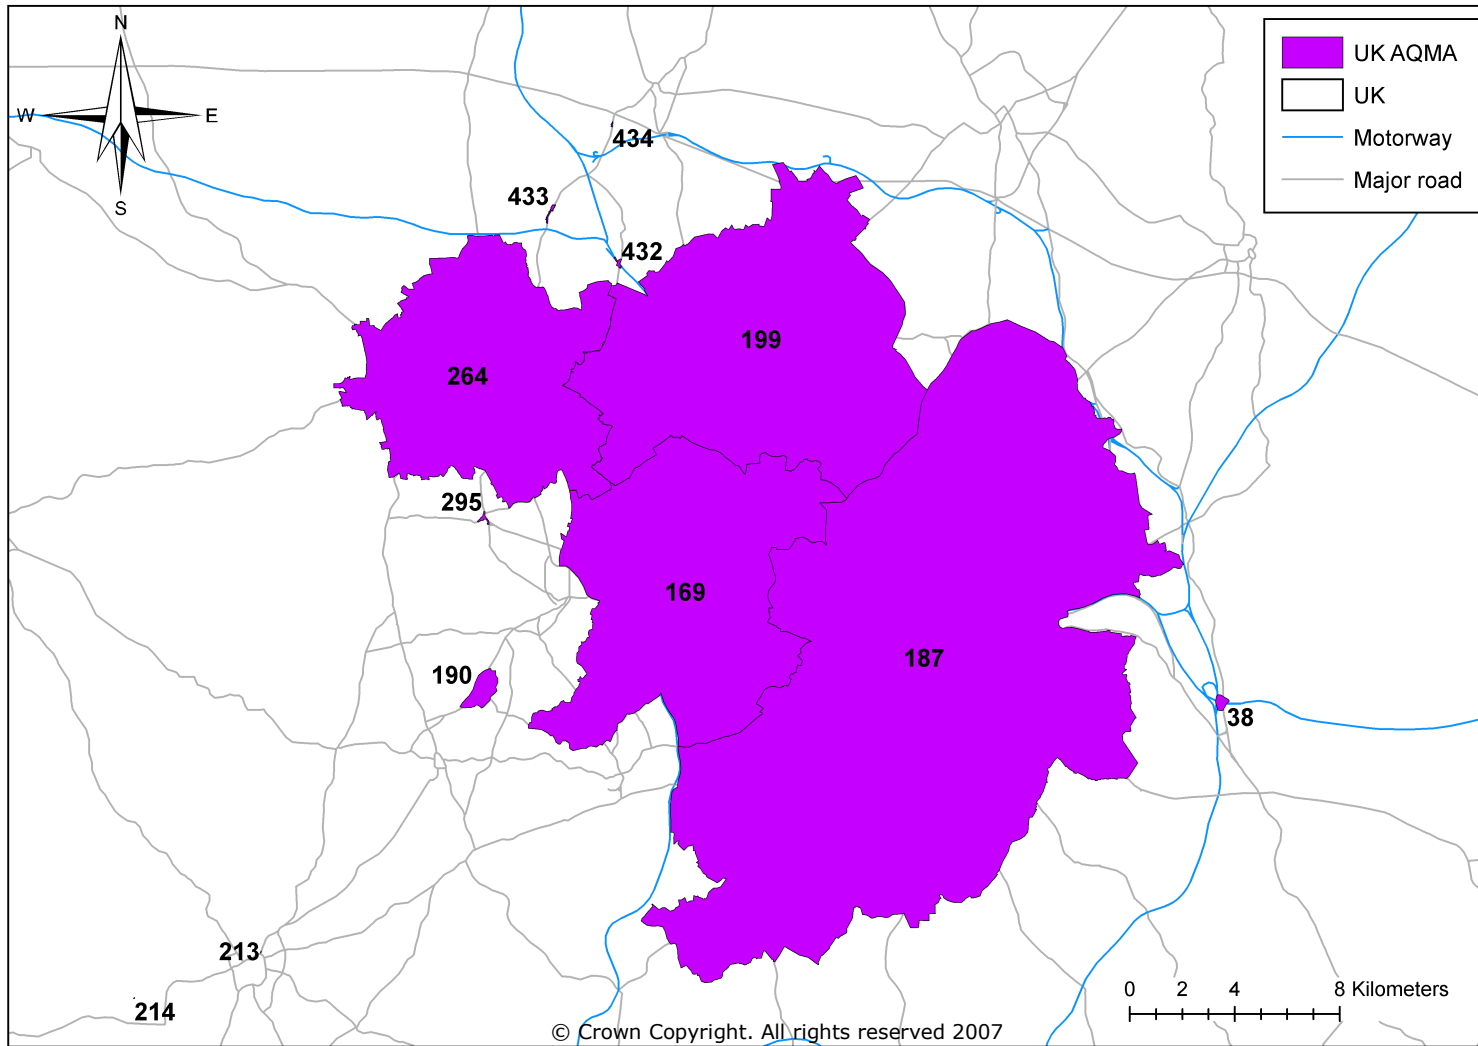 N
W E
S
UK AQMA
UK
Motorway
Major road
434
433
432
199
264
295
169
187
190
38
213
214
0 2 4 8 Kilometers
© Crown Copyright. All rights reserved 2007